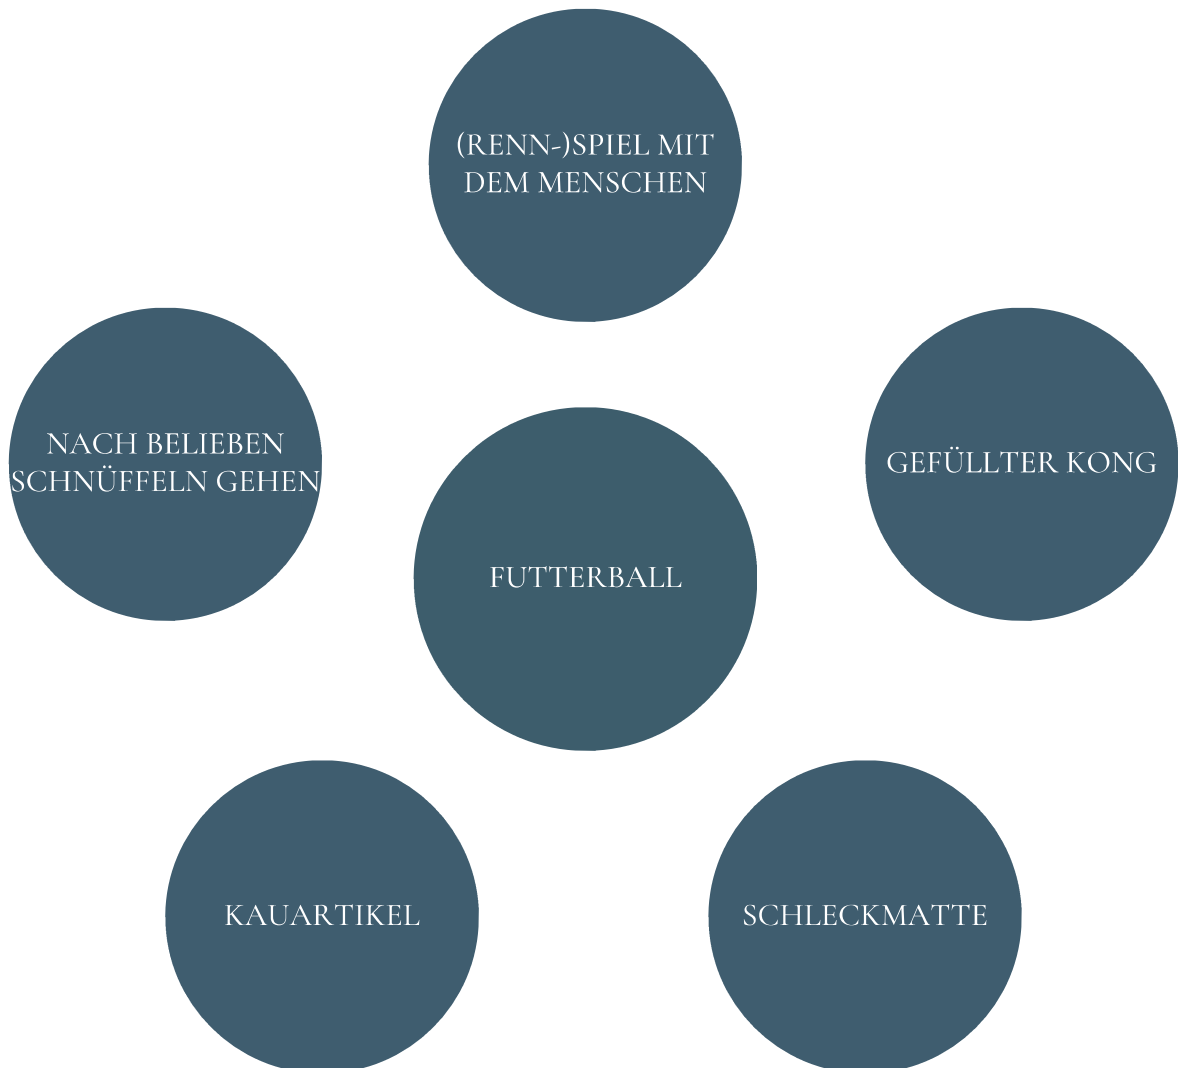 (RENN-)SPIEL MIT
DEM MENSCHEN
NACH BELIEBEN
SCHNÜFFELN GEHEN
GEFÜLLTER KONG
FUTTERBALL
KAUARTIKEL
SCHLECKMATTE